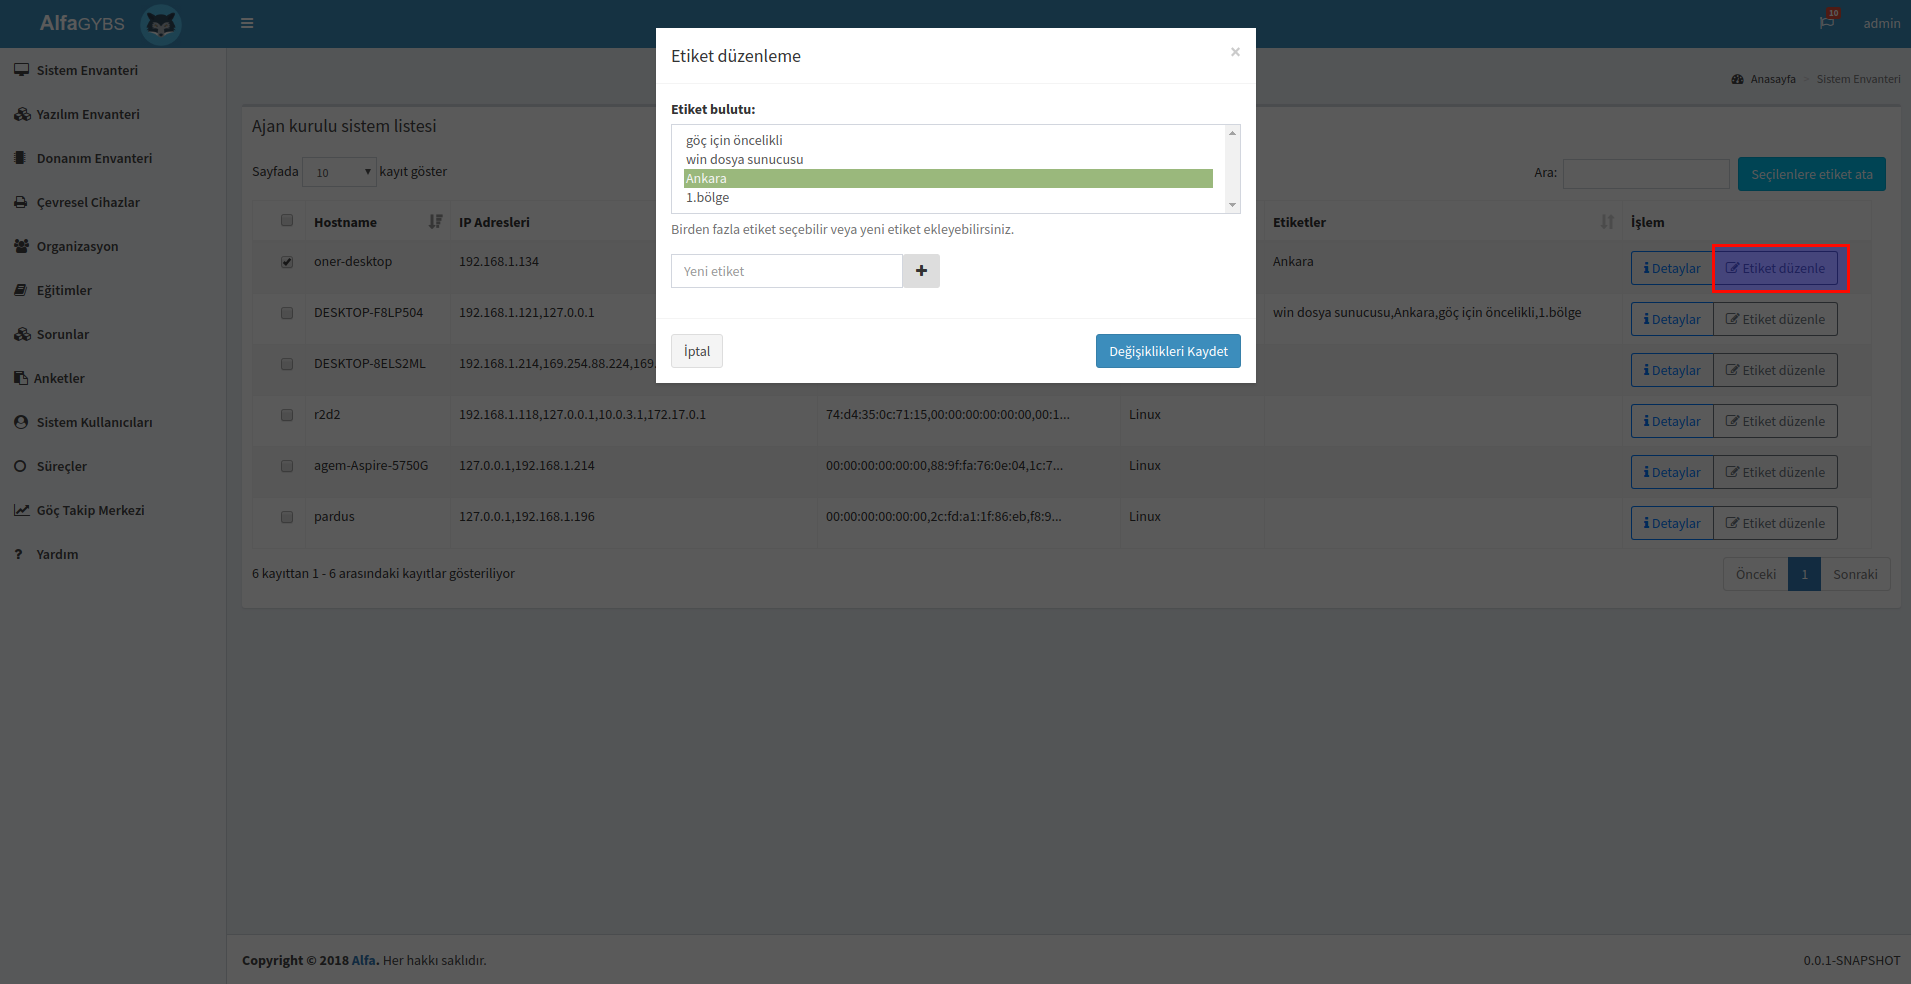 AlfaGYBS
10
admin
Etiket düzenleme
×
Etiket bulutu:
göç için öncelikli
win dosya sunucusu
Ankara
1.bölge
Birden fazla etiket seçebilir veya yeni etiket ekleyebilirsiniz.
Yeni etiket
İptal
Değişiklikleri Kaydet
Sistem Envanteri
Yazılım Envanteri
Donanım Envanteri
Çevresel Cihazlar
Organizasyon
Eğitimler
Sorunlar
Anketler
Sistem Kullanıcıları
Süreçler
Göç Takip Merkezi
Yardım
Anasayfa > Sistem Envanteri
Ajan kurulu sistem listesi
Sayfada 10 kayıt göster
Ara:
Seçilenlere etiket ata
Hostname IP Adresleri Etiketler İşlem
oner-desktop 192.168.1.134 Ankara Detaylar Etiket düzenle
DESKTOP-F8LP504 192.168.1.121,127.0.0.1 win dosya sunucusu,Ankara,göç için öncelikli,1.bölge Detaylar Etiket düzenle
DESKTOP-8ELS2ML 192.168.1.214,169.254.88.224,169. Detaylar Etiket düzenle
r2d2 192.168.1.118,127.0.0.1,10.0.3.1,172.17.0.1 74:d4:35:0c:71:15,00:00:00:00:00:00,00:1... Linux Detaylar Etiket düzenle
agem-Aspire-5750G 127.0.0.1,192.168.1.214 00:00:00:00:00:00,88:9f:fa:76:0e:04,1c:7... Linux Detaylar Etiket düzenle
pardus 127.0.0.1,192.168.1.196 00:00:00:00:00:00,2c:fd:a1:1f:86:eb,f8:9... Linux Detaylar Etiket düzenle
6 kayıttan 1 - 6 arasındaki kayıtlar gösteriliyor
Önceki 1 Sonraki
Copyright © 2018 Alfa. Her hakkı saklıdır.
0.0.1-SNAPSHOT